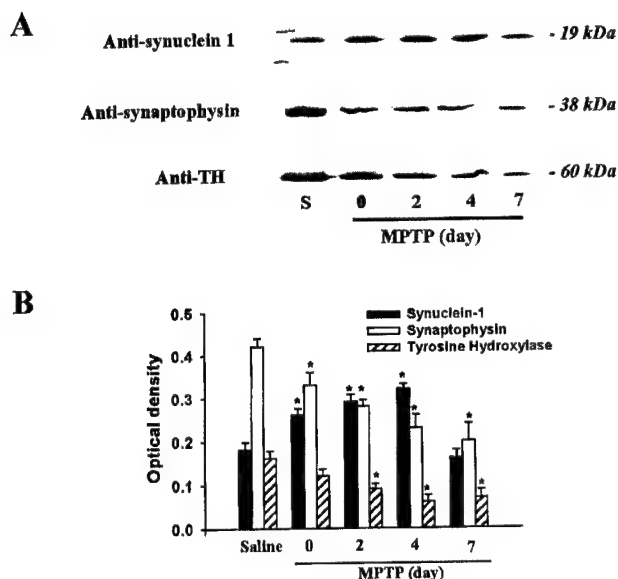 A
Anti-synuclein 1
- 19 kDa
Anti-synaptophysin
- 38 kDa
Anti-TH
- 60 kDa
S 0 2 4 7
MPTP (day)
B
Synuclein-1
Synaptophysin
Tyrosine Hydroxylase
Optical density
0.5
0.4
0.3
0.2
0.1
0.0
* * * * * * * * * * *
Saline 0 2 4 7
MPTP (day)